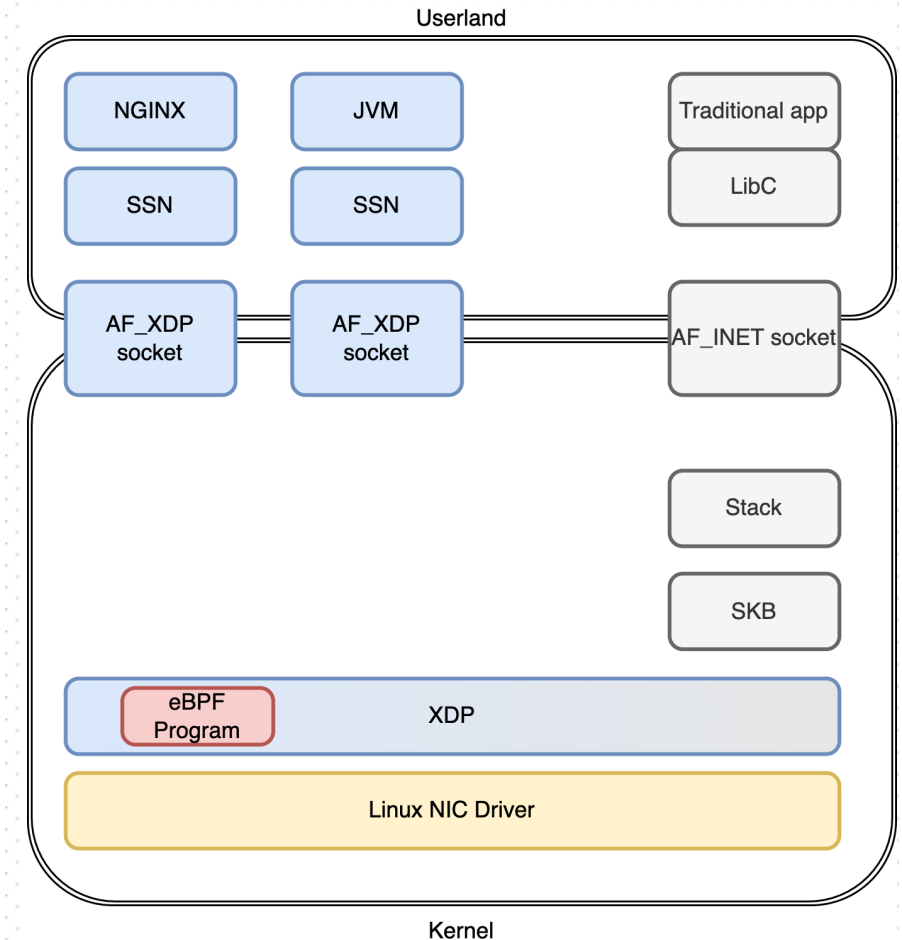 Userland
NGINX
JVM
Traditional app
SSN
SSN
LibC
AF_XDP
socket
AF_XDP
socket
AF_INET socket
Stack
SKB
eBPF
Program
XDP
Linux NIC Driver
Kernel